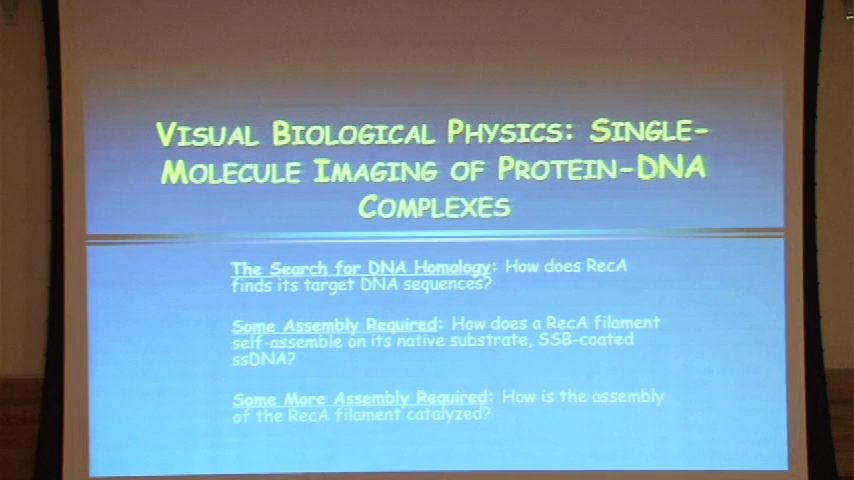 VISUAL BIOLOGICAL PHYSICS: SINGLE-
MOLECULE IMAGING OF PROTEIN-DNA
COMPLEXES
The Search for DNA Homology: How does RecA
finds its target DNA sequences?
Some Assembly Required: How does a RecA filament
self-assemble on its native substrate, SSB-coated
ssDNA?
Some More Assembly Required: How is the assembly
of the RecA filament catalyzed?